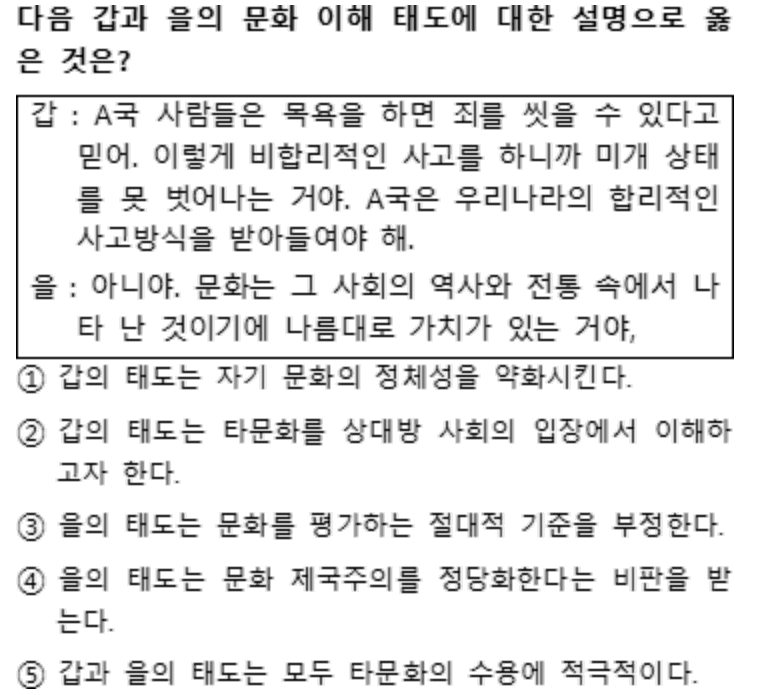 다음 갑과 을의 문화 이해 태도에 대한 설명으로 옳
은 것은?
갑 : A국 사람들은 목욕을 하면 죄를 씻을 수 있다고
믿어. 이렇게 비합리적인 사고를 하니까 미개 상태
를 못 벗어나는 거야. A국은 우리나라의 합리적인
사고방식을 받아들여야 해.
을 : 아니야. 문화는 그 사회의 역사와 전통 속에서 나
타 난 것이기에 나름대로 가치가 있는 거야,
① 갑의 태도는 자기 문화의 정체성을 약화시킨다.
② 갑의 태도는 타문화를 상대방 사회의 입장에서 이해하
고자 한다.
③ 을의 태도는 문화를 평가하는 절대적 기준을 부정한다.
④ 을의 태도는 문화 제국주의를 정당화한다는 비판을 받
는다.
⑤ 갑과 을의 태도는 모두 타문화의 수용에 적극적이다.